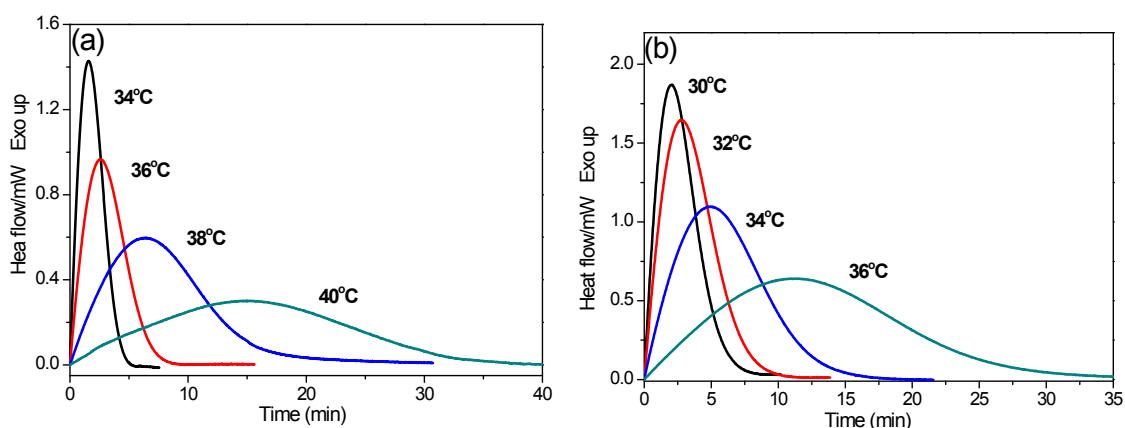 (a)
1.6
1.2
0.8
0.4
0.0
Hea flow/mW Exo up
34°C
36°C
38°C
40°C
0 10 20 30 40
Time (min)
(b)
2.0
1.5
1.0
0.5
0.0
Heat flow/mW Exo up
30°C
32°C
34°C
36°C
0 5 10 15 20 25 30 35
Time (min)